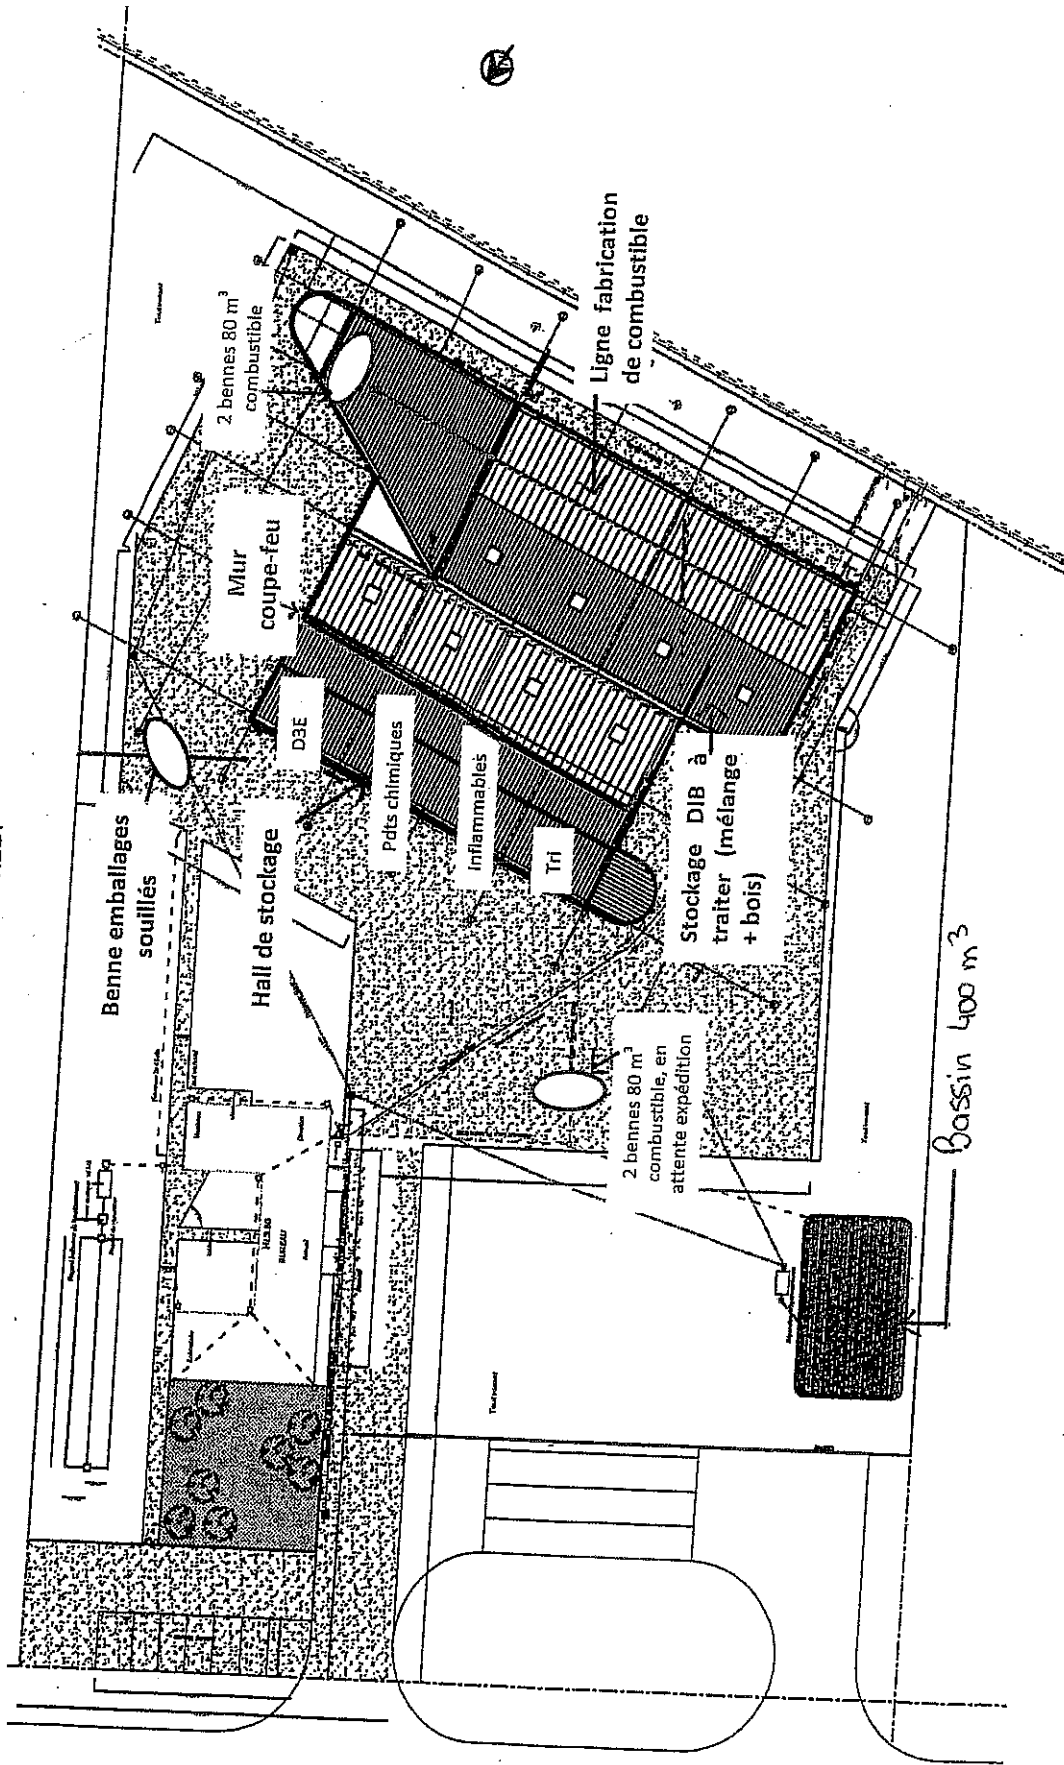 Benne emballages
souillés
Hall de stockage
D3E
Pdts chimiques
Inflammables
Tri
Mur
coupe-feu
2 bennes 80 m³
combustible
Ligne fabrication
de combustible
Stockage DIB à
traiter (mélange
+ bois)
2 bennes 80 m³
combustible, en
attente expédition
Bassin 400 m³
BUREAU